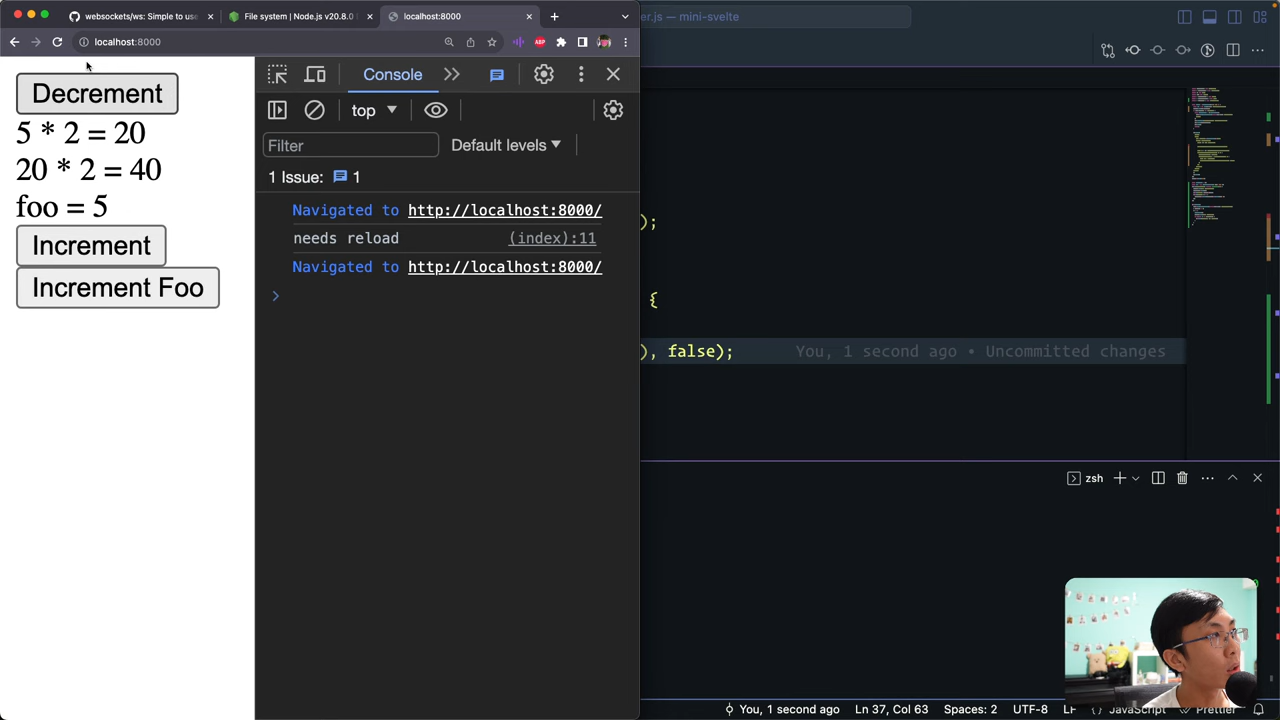 websockets/ws: Simple to use
File system | Node.js v20.8.0
localhost:8000
er.js — mini-svelte
localhost:8000
Decrement
5 * 2 = 20
20 * 2 = 40
foo = 5
Increment
Increment Foo
Console
top
Filter
Default levels
1 Issue: 1
Navigated to http://localhost:8000/
needs reload (index):11
Navigated to http://localhost:8000/
>
);
{
), false); You, 1 second ago • Uncommitted changes
zsh
You, 1 second ago Ln 37, Col 63 Spaces: 2 UTF-8 LF {} JavaScript Prettier